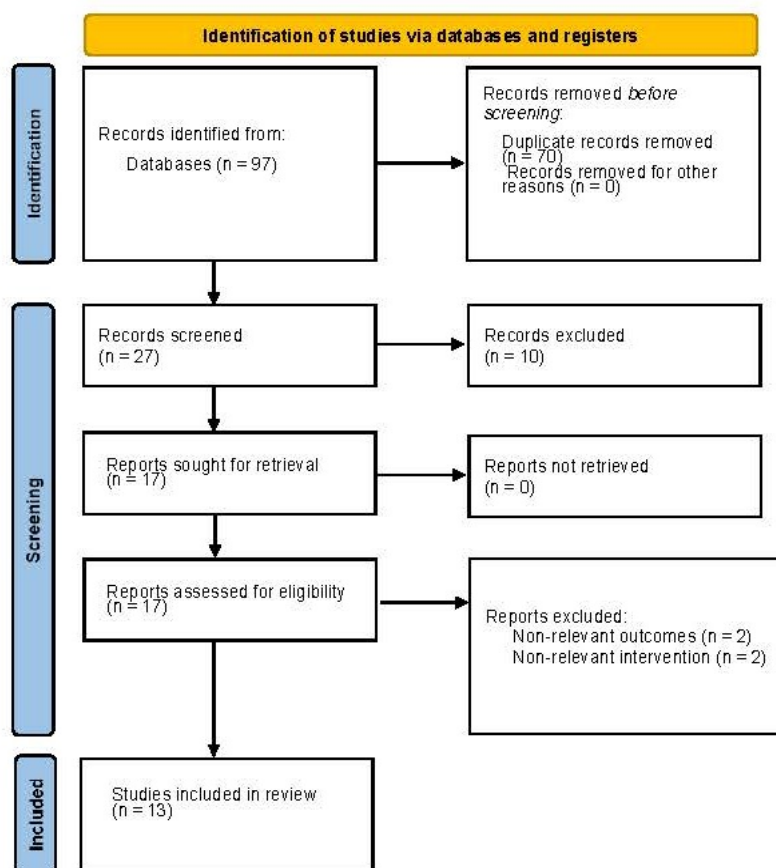 Identification of studies via databases and registers
Identification
Records identified from:
Databases (n = 97)
Records removed before
screening:
Duplicate records removed
(n = 70)
Records removed for other
reasons (n = 0)
Screening
Records screened
(n = 27)
Records excluded
(n = 10)
Reports sought for retrieval
(n = 17)
Reports not retrieved
(n = 0)
Reports assessed for eligibility
(n = 17)
Reports excluded:
Non-relevant outcomes (n = 2)
Non-relevant intervention (n = 2)
Included
Studies included in review
(n = 13)